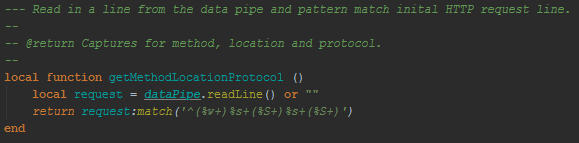 --- Read in a line from the data pipe and pattern match inital HTTP request line.
--
-- @return Captures for method, location and protocol.
--
local function getMethodLocationProtocol ()
    local request = dataPipe.readLine() or ""
    return request:match('^(%w+)%s+(%S+)%s+(%S+)')
end